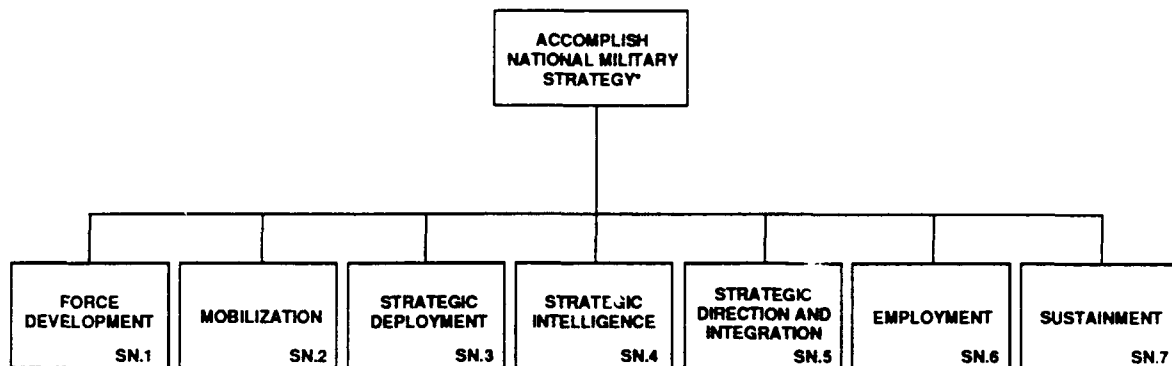 ACCOMPLISH
NATIONAL MILITARY
STRATEGY*
FORCE
DEVELOPMENT
SN.1
MOBILIZATION
SN.2
STRATEGIC
DEPLOYMENT
SN.3
STRATEGIC
INTELLIGENCE
SN.4
STRATEGIC
DIRECTION AND
INTEGRATION
SN.5
EMPLOYMENT
SN.6
SUSTAINMENT
SN.7